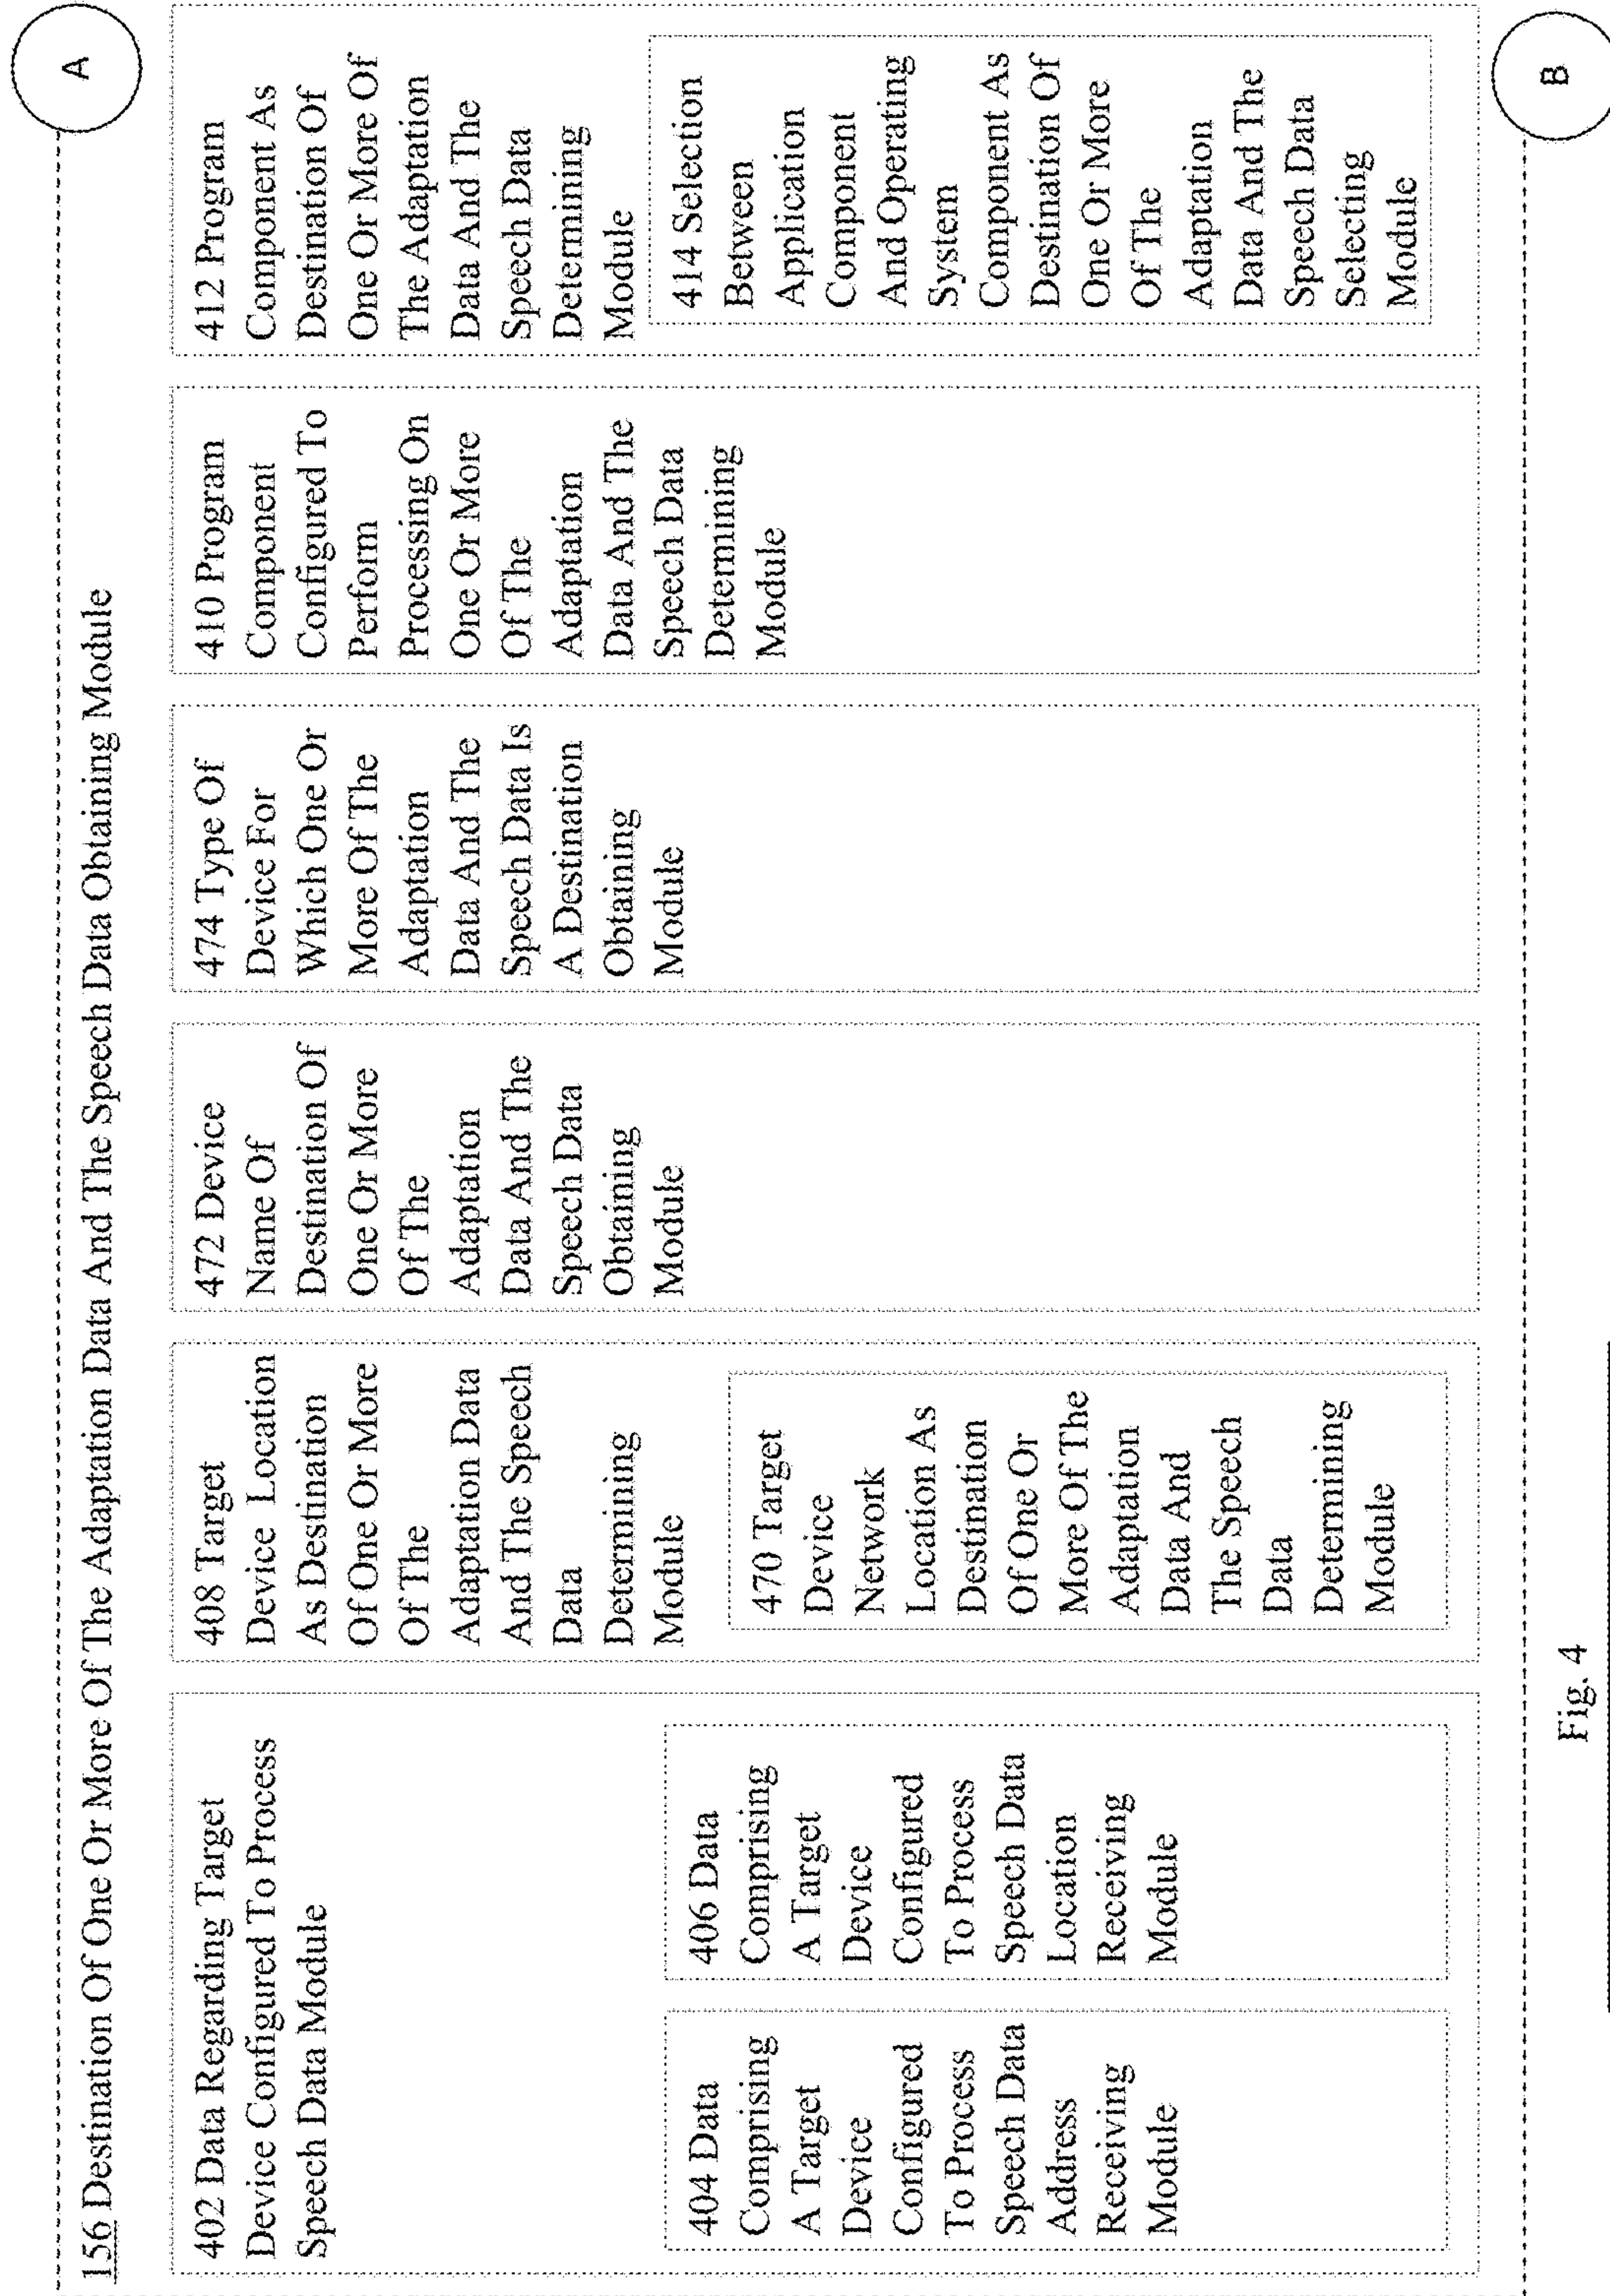 156 Destination Of One Or More Of The Adaptation Data And The Speech Data Obtaining Module
402 Data Regarding Target
Device Configured To Process
Speech Data Module
404 Data
Comprising
A Target
Device
Configured
To Process
Speech Data
Address
Receiving
Module
406 Data
Comprising
A Target
Device
Configured
To Process
Speech Data
Location
Receiving
Module
408 Target
Device Location
As Destination
Of One Or More
Of The
Adaptation Data
And The Speech
Data
Determining
Module
470 Target
Device
Network
Location As
Destination
Of One Or
More Of The
Adaptation
Data And
The Speech
Data
Determining
Module
472 Device
Name Of
Destination Of
One Or More
Of The
Adaptation
Data And The
Speech Data
Obtaining
Module
474 Type Of
Device For
Which One Or
More Of The
Adaptation
Data And The
Speech Data Is
A Destination
Obtaining
Module
410 Program
Component
Configured To
Perform
Processing On
One Or More
Of The
Adaptation
Data And The
Speech Data
Determining
Module
412 Program
Component As
Destination Of
One Or More Of
The Adaptation
Data And The
Speech Data
Determining
Module
414 Selection
Between
Application
Component
And Operating
System
Component As
Destination Of
One Or More
Of The
Adaptation
Data And The
Speech Data
Selecting
Module
A
B
Fig. 4